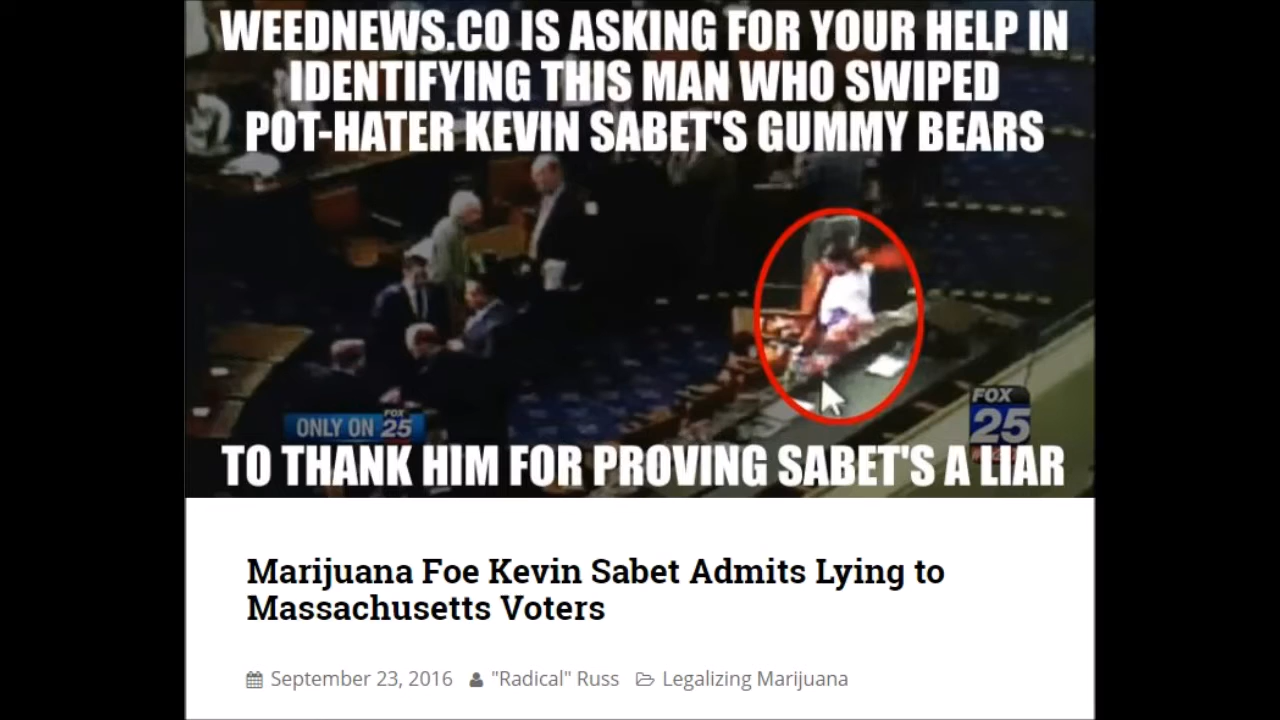 WEEDNEWS.CO IS ASKING FOR YOUR HELP IN
IDENTIFYING THIS MAN WHO SWIPED
POT-HATER KEVIN SABET'S GUMMY BEARS
ONLY ON FOX 25
FOX
25
TO THANK HIM FOR PROVING SABET'S A LIAR
Marijuana Foe Kevin Sabet Admits Lying to
Massachusetts Voters
September 23, 2016 "Radical" Russ Legalizing Marijuana